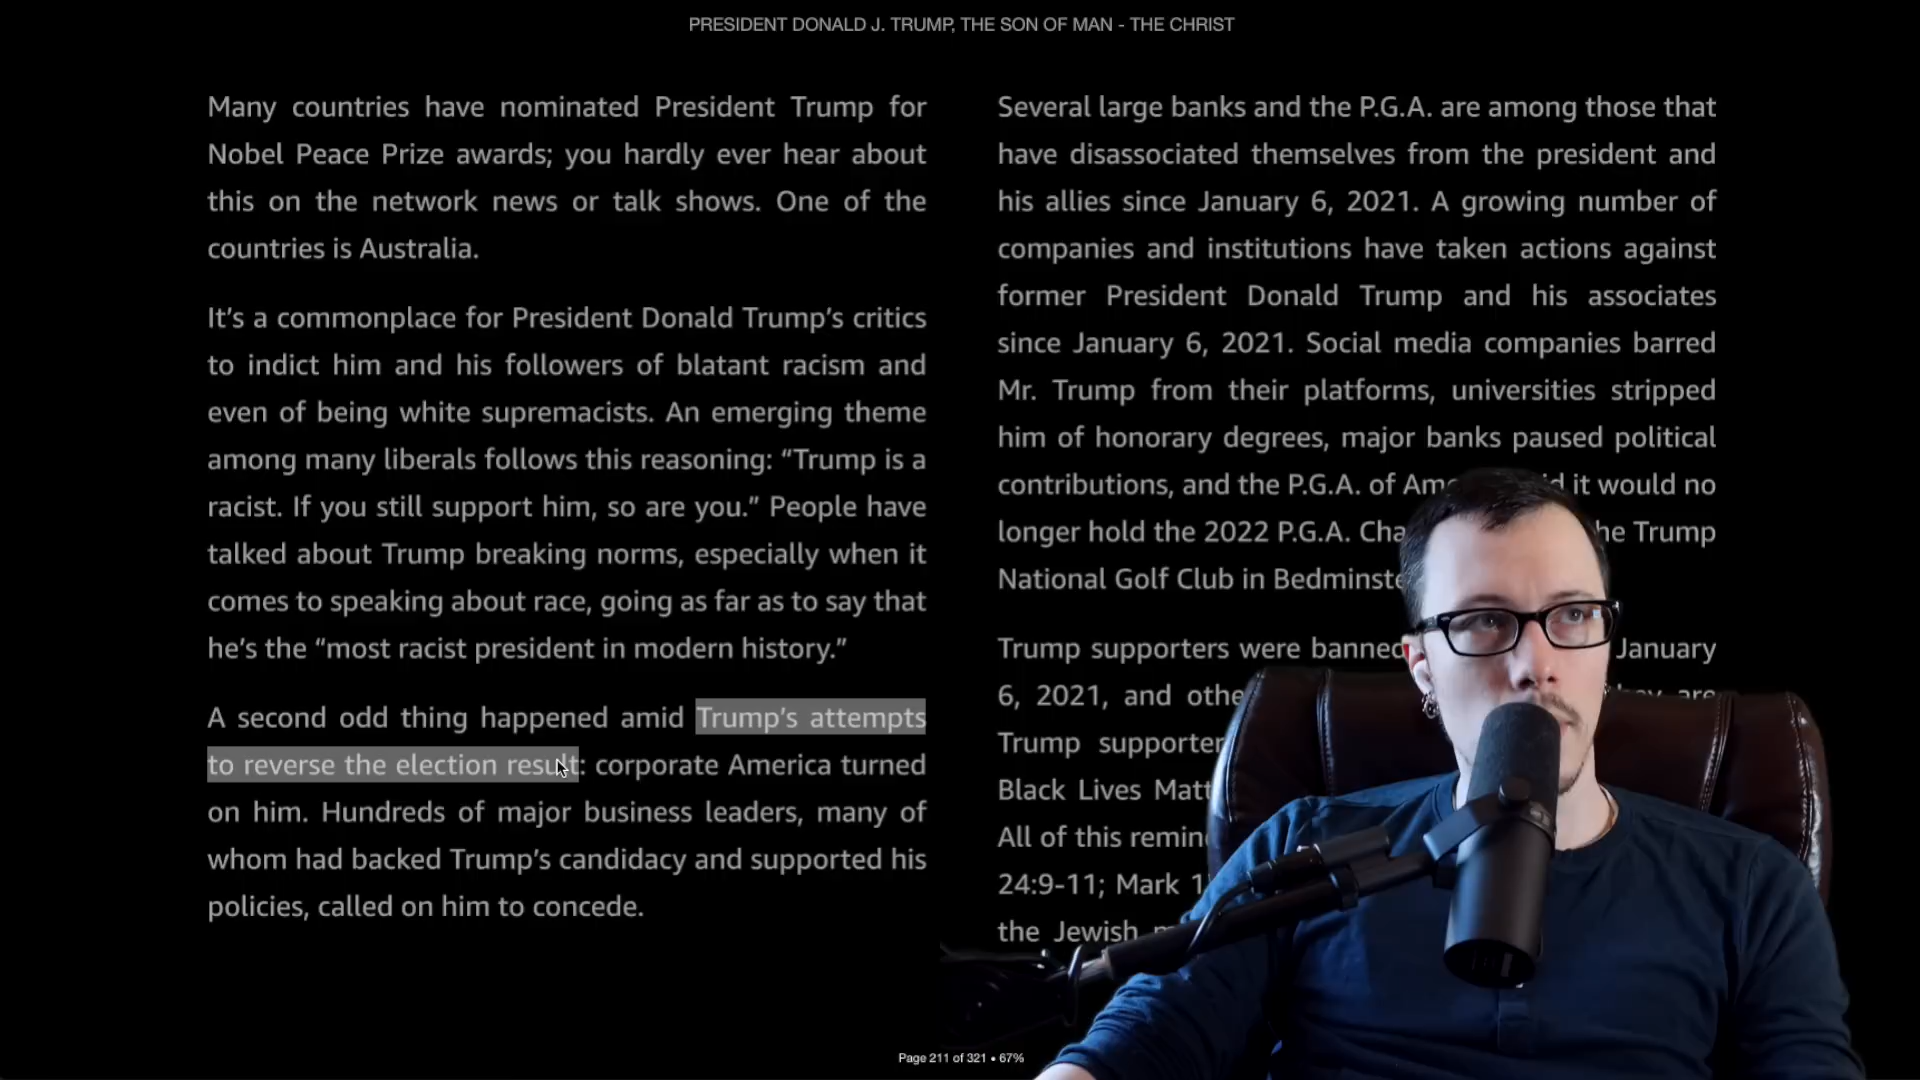 PRESIDENT DONALD J. TRUMP, THE SON OF MAN - THE CHRIST
Many countries have nominated President Trump for
Nobel Peace Prize awards; you hardly ever hear about
this on the network news or talk shows. One of the
countries is Australia.
It’s a commonplace for President Donald Trump’s critics
to indict him and his followers of blatant racism and
even of being white supremacists. An emerging theme
among many liberals follows this reasoning: “Trump is a
racist. If you still support him, so are you.” People have
talked about Trump breaking norms, especially when it
comes to speaking about race, going as far as to say that
he’s the “most racist president in modern history.”
A second odd thing happened amid Trump’s attempts
to reverse the election result: corporate America turned
on him. Hundreds of major business leaders, many of
whom had backed Trump’s candidacy and supported his
policies, called on him to concede.
Several large banks and the P.G.A. are among those that
have disassociated themselves from the president and
his allies since January 6, 2021. A growing number of
companies and institutions have taken actions against
former President Donald Trump and his associates
since January 6, 2021. Social media companies barred
Mr. Trump from their platforms, universities stripped
him of honorary degrees, major banks paused political
contributions, and the P.G.A. of it would no
longer hold the 2022 P.G.A. Trump
National Golf Club in
Trump supporters were January
6, 2021, and are
Trump
Black Lives
All of this
24:9-11; Mark
the Jewish
Page 211 of 321 • 67%